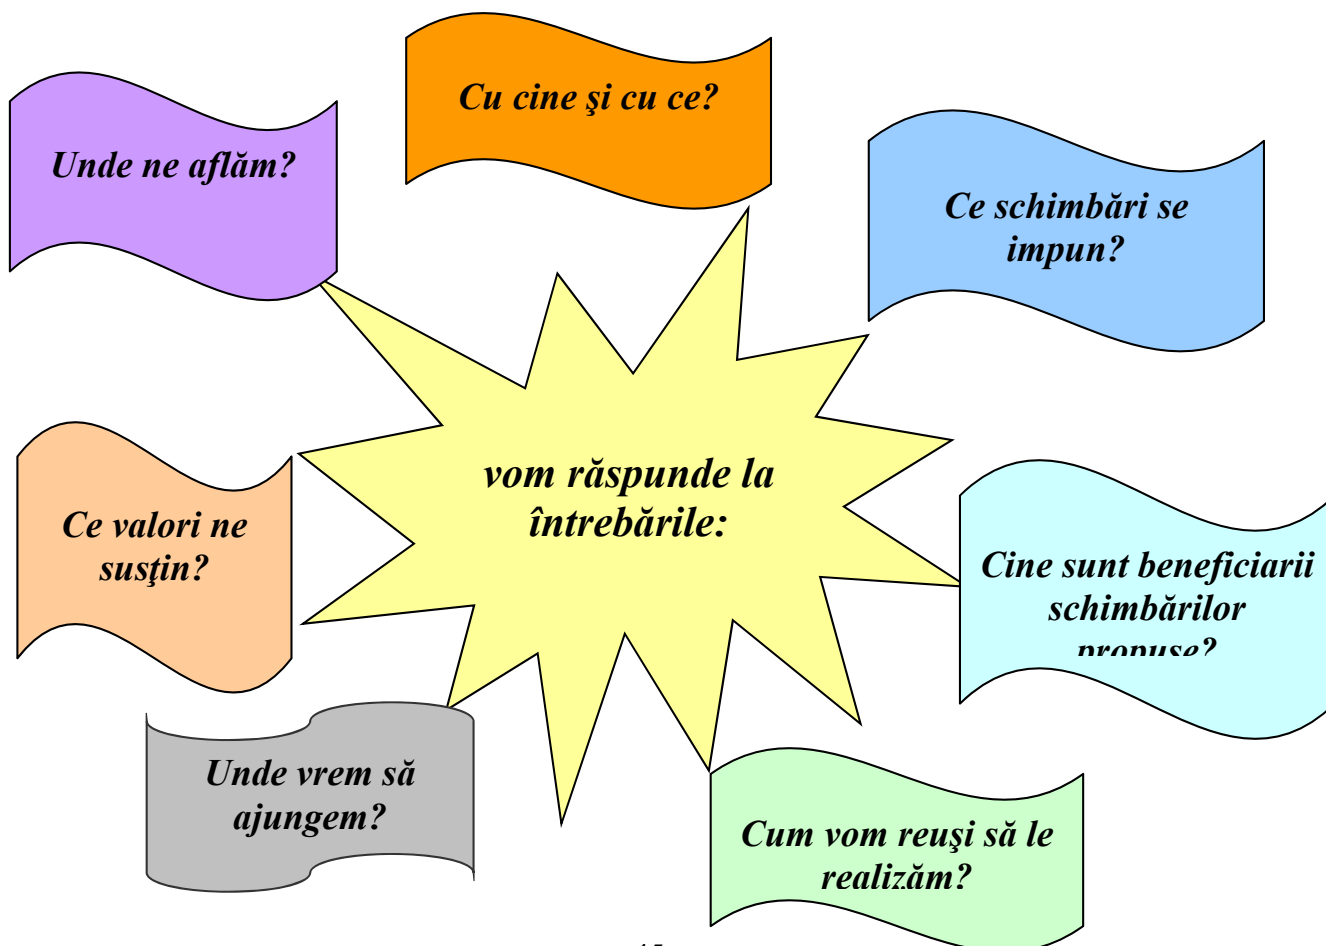 Cu cine şi cu ce?
Unde ne aflăm?
Ce schimbări se
impun?
vom răspunde la
întrebările:
Ce valori ne
susţin?
Cine sunt beneficiarii
schimbărilor
propuse?
Unde vrem să
ajungem?
Cum vom reuşi să le
realizăm?